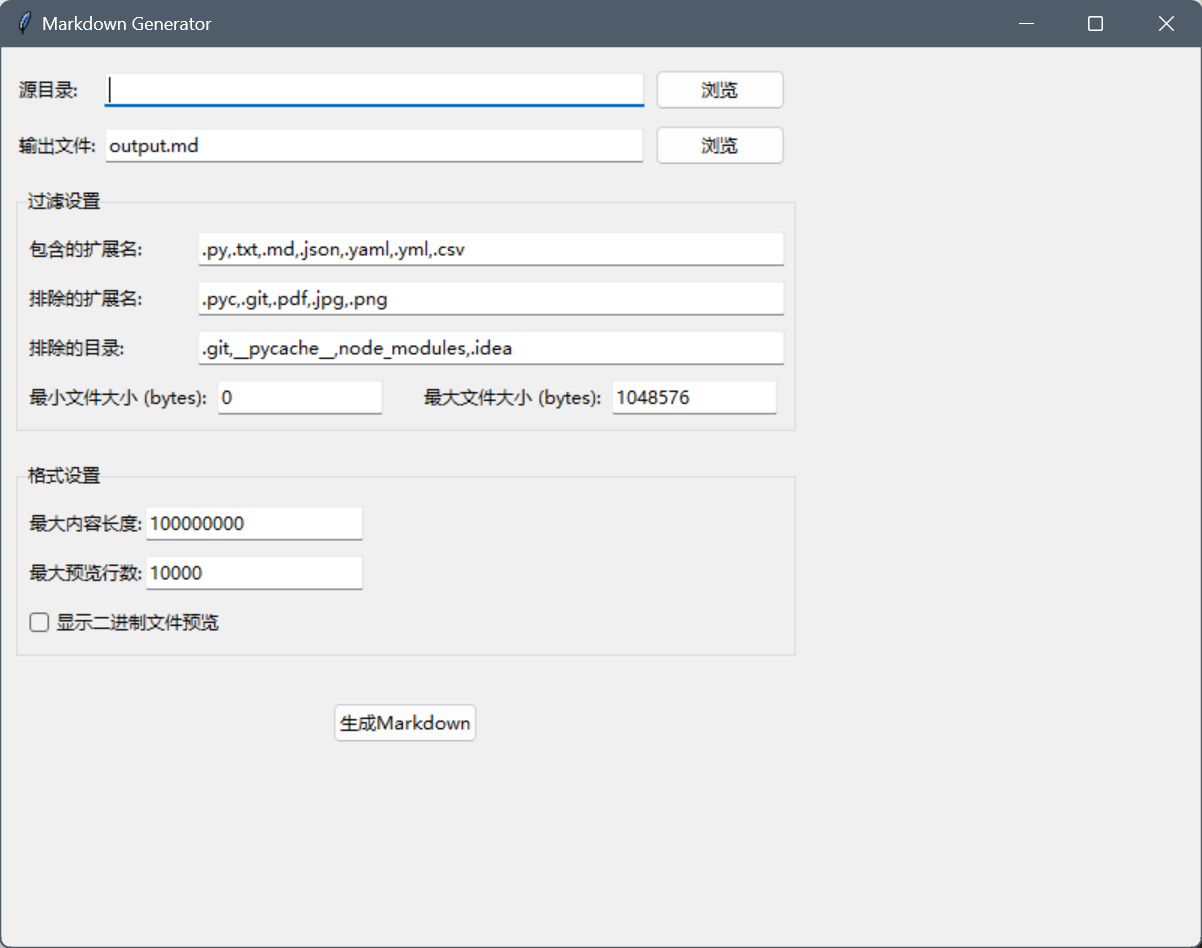 Markdown Generator
源目录: 浏览
输出文件: output.md 浏览
过滤设置
包含的扩展名: .py,.txt,.md,.json,.yaml,.yml,.csv
排除的扩展名: .pyc,.git,.pdf,.jpg,.png
排除的目录: .git,__pycache__,node_modules,.idea
最小文件大小 (bytes): 0 最大文件大小 (bytes): 1048576
格式设置
最大内容长度: 100000000
最大预览行数: 10000
显示二进制文件预览
生成Markdown